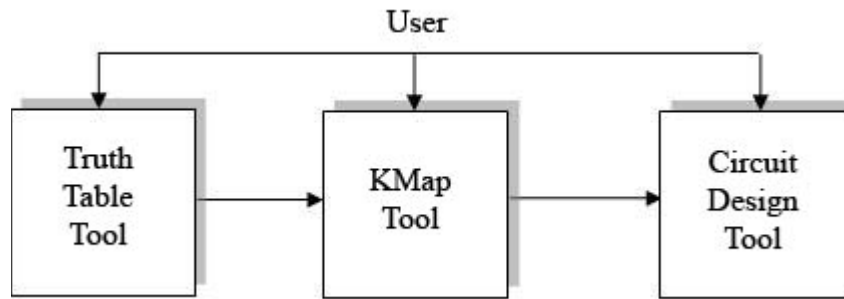 User
Truth
Table
Tool
KMap
Tool
Circuit
Design
Tool